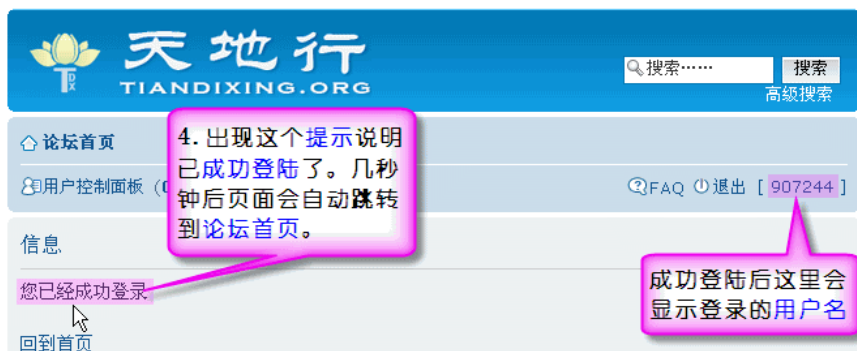 天地行
TIANDIXING.ORG
搜索……
搜索
高级搜索
论坛首页
用户控制面板 (0
FAQ 退出 [ 907244 ]
4.出现这个提示说明
已成功登陆了。几秒
钟后页面会自动跳转
到论坛首页。
信息
您已经成功登录
回到首页
成功登陆后这里会
显示登录的用户名